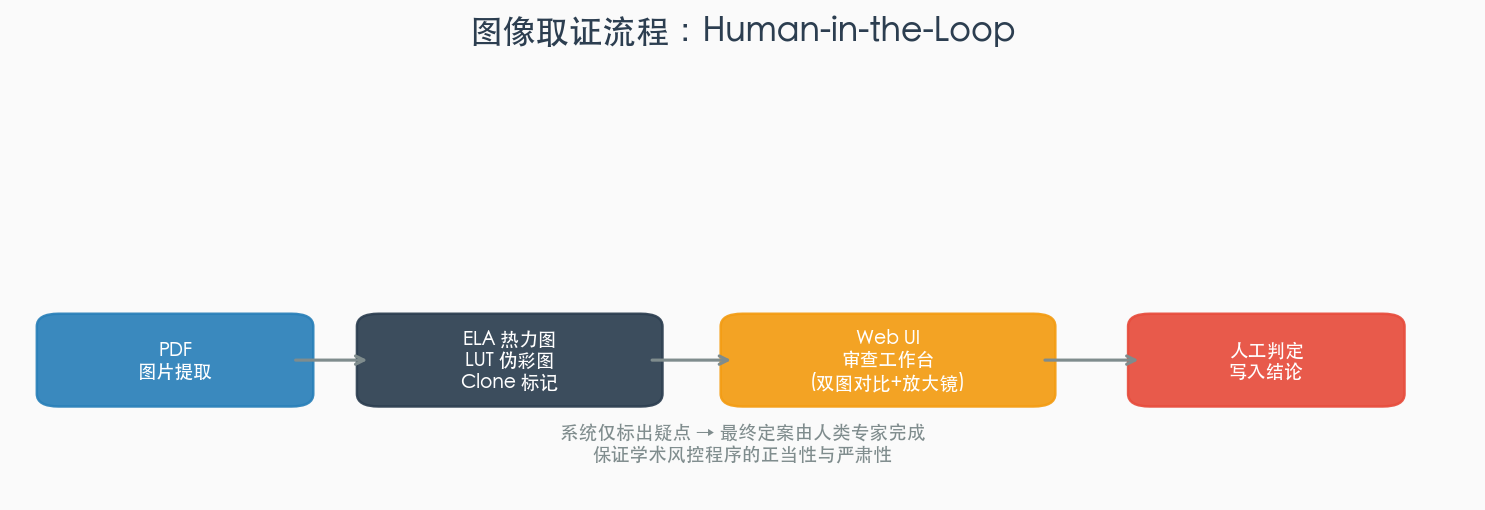 图像取证流程：Human-in-the-Loop
PDF
图片提取
ELA 热力图
LUT 伪彩图
Clone 标记
Web UI
审查工作台
(双图对比+放大镜)
人工判定
写入结论
系统仅标出疑点 → 最终定案由人类专家完成
保证学术风控程序的正当性与严肃性